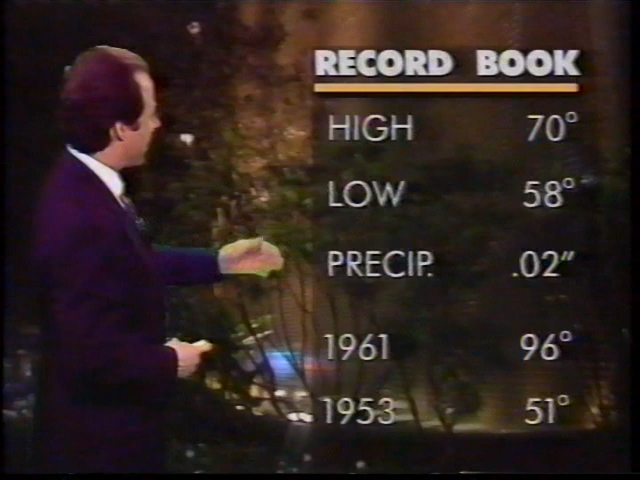 RECORD BOOK
HIGH 70°
LOW 58°
PRECIP. .02"
1961 96°
1953 51°